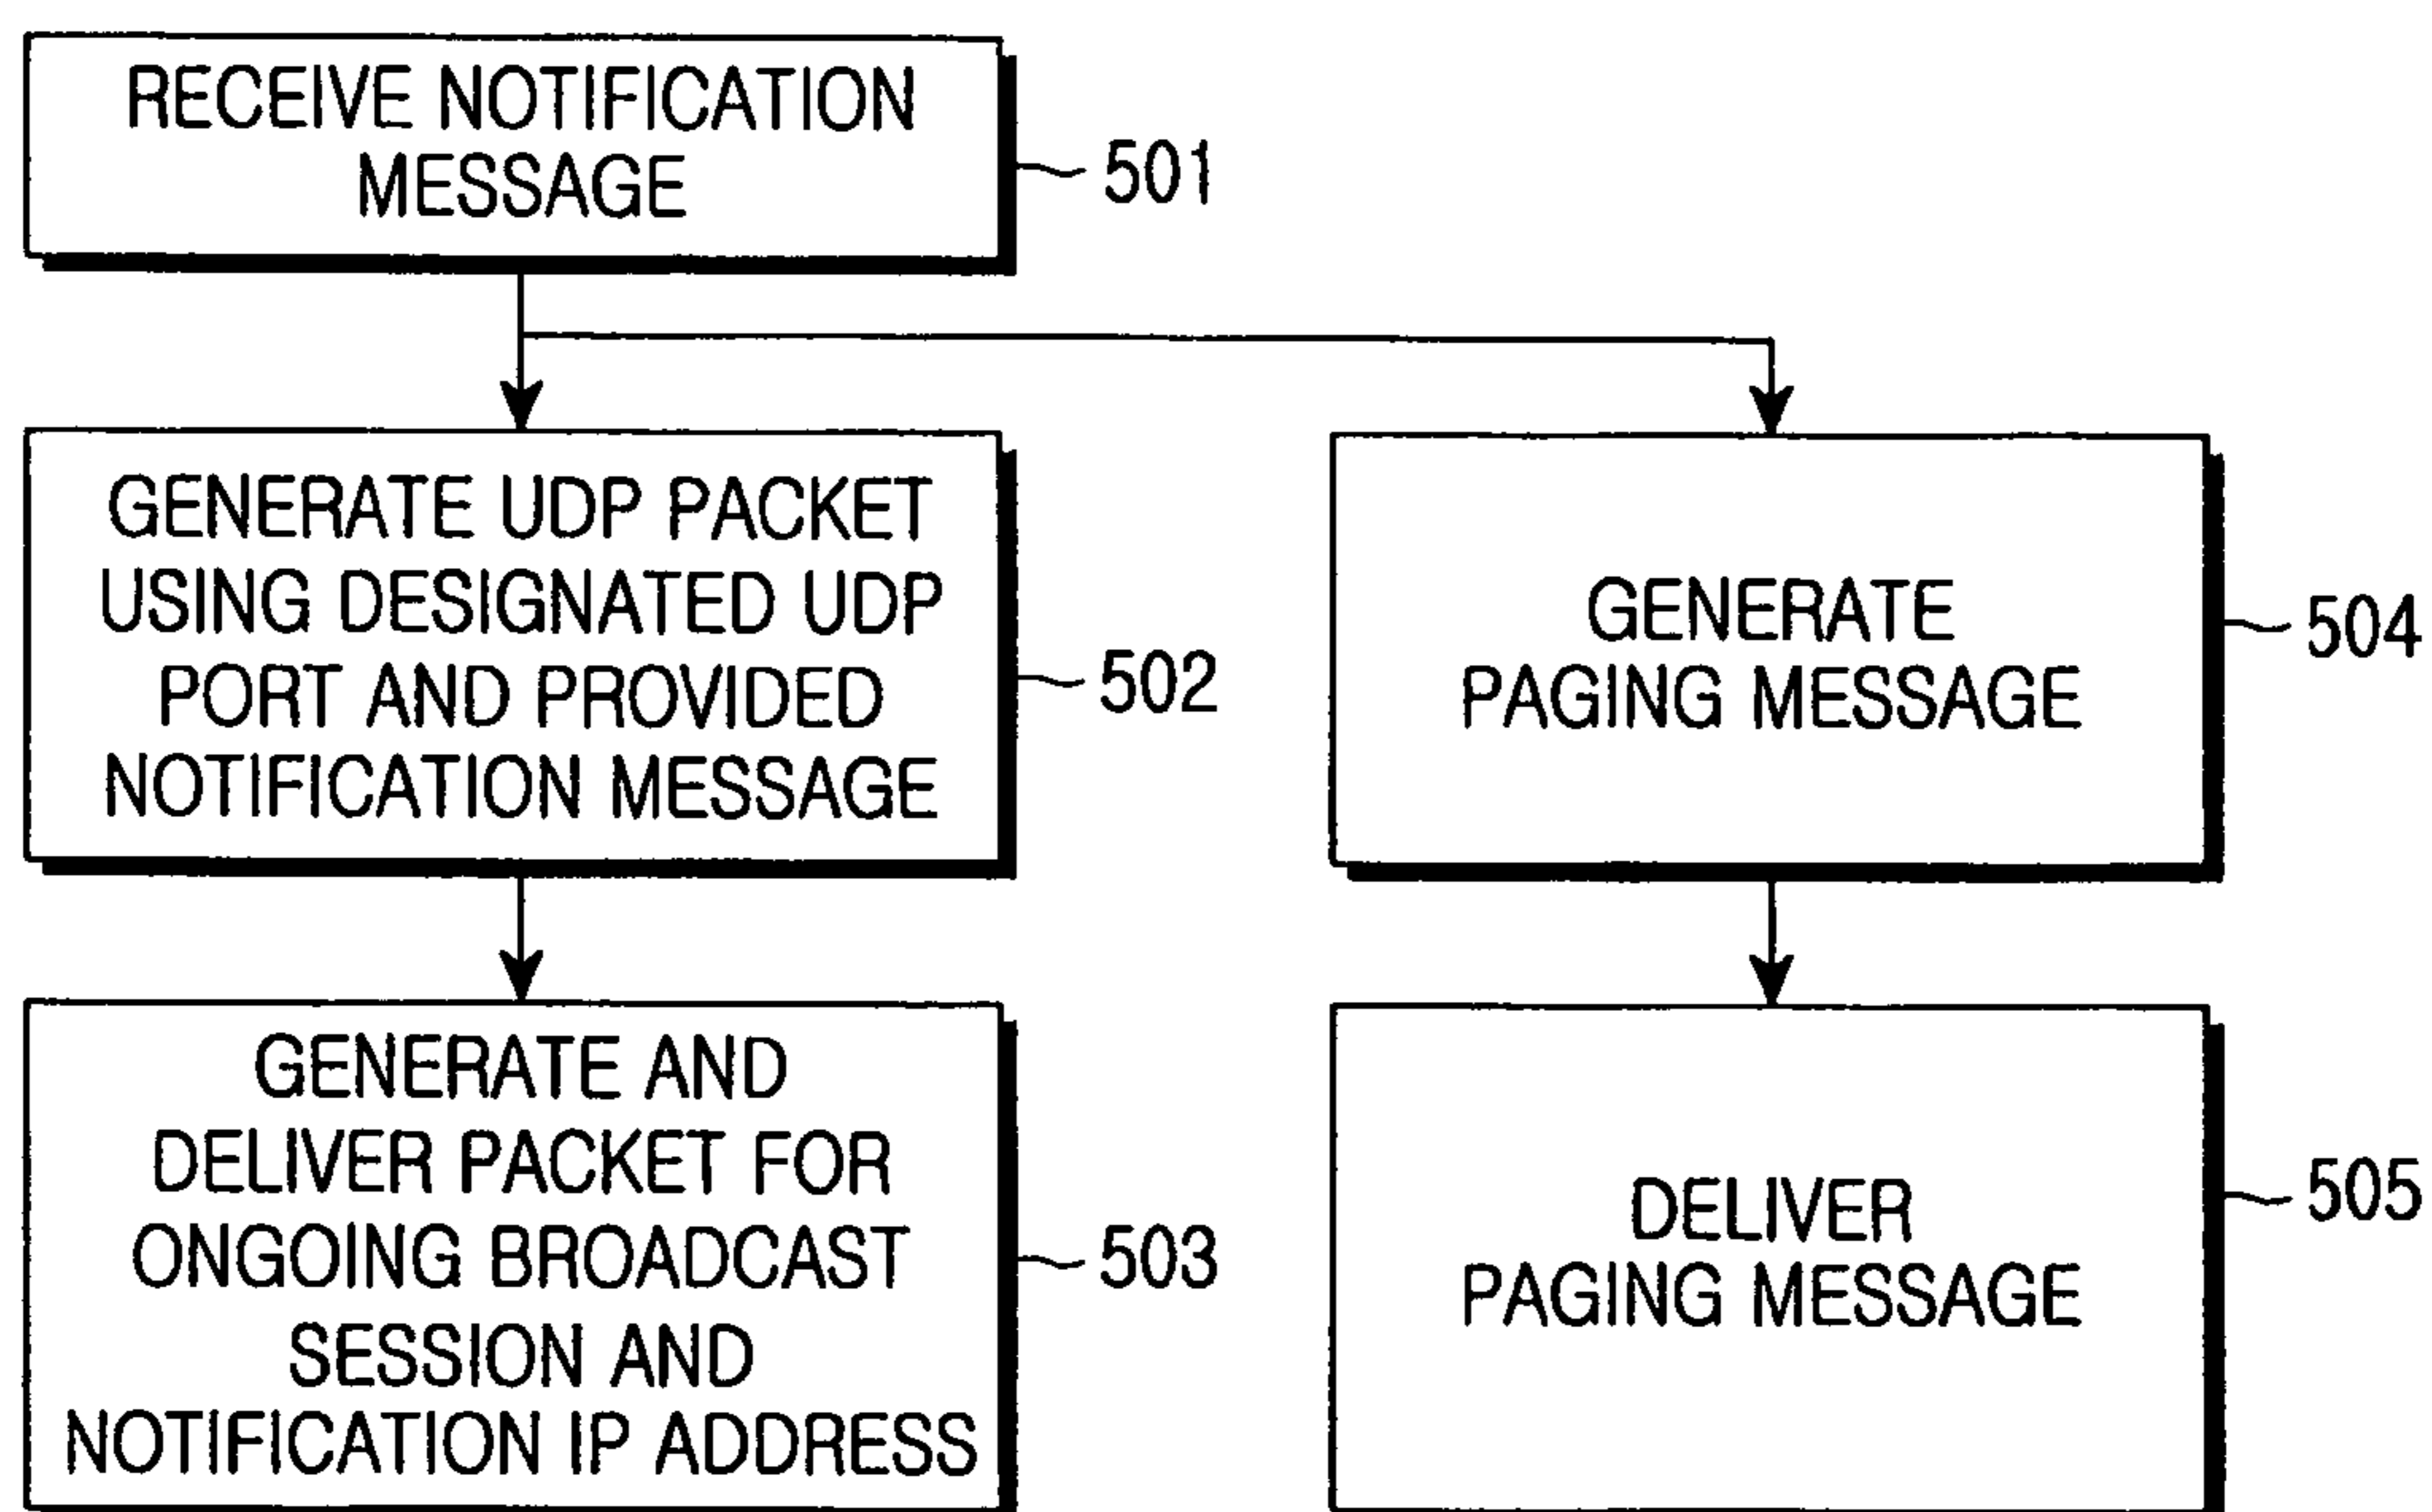 RECEIVE NOTIFICATION
MESSAGE
501
GENERATE UDP PACKET
USING DESIGNATED UDP
PORT AND PROVIDED
NOTIFICATION MESSAGE
502
GENERATE
PAGING MESSAGE
504
GENERATE AND
DELIVER PACKET FOR
ONGOING BROADCAST
SESSION AND
NOTIFICATION IP ADDRESS
503
DELIVER
PAGING MESSAGE
505